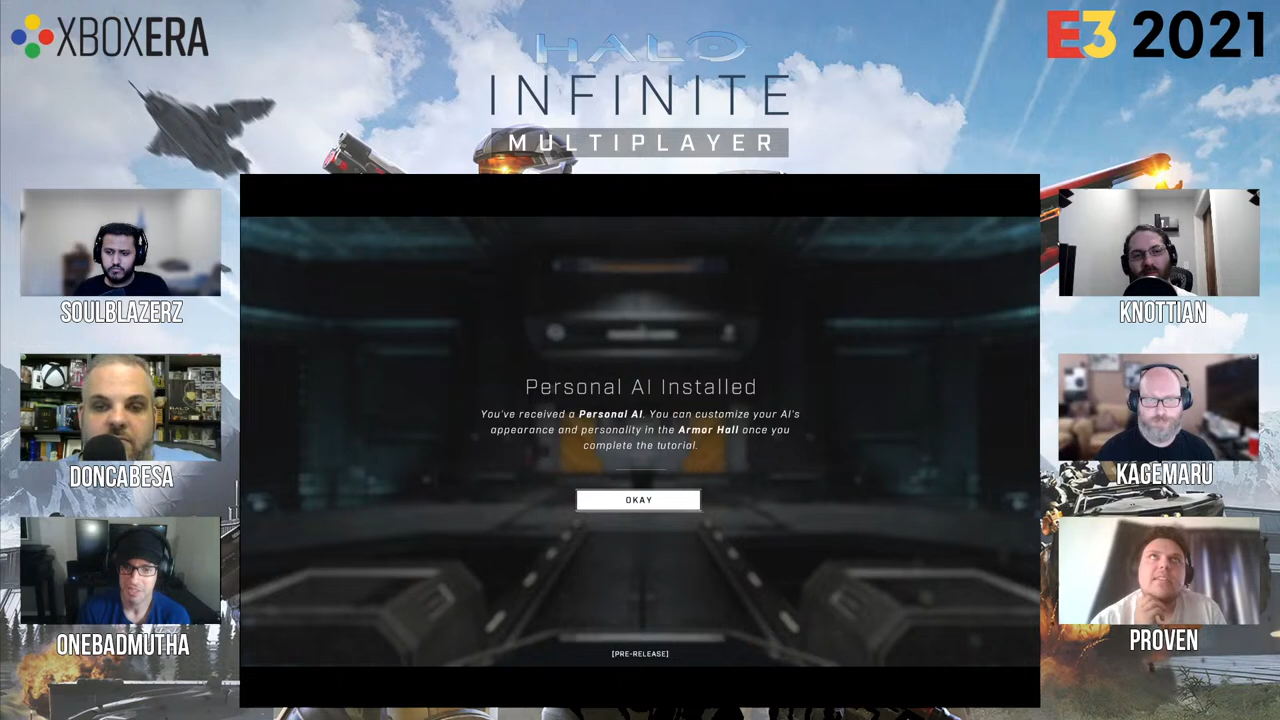 XBOXERA
E3 2021
HALO
INFINITE
MULTIPLAYER
SOULBLAZERZ
KNOTTIAN
Personal AI Installed
You've received a Personal AI. You can customize your AI's
appearance and personality in the Armor Hall once you
complete the tutorial.
OKAY
DONCABESA
KAGEMARU
ONEBADMUTHA
PROVEN
[PRE-RELEASE]